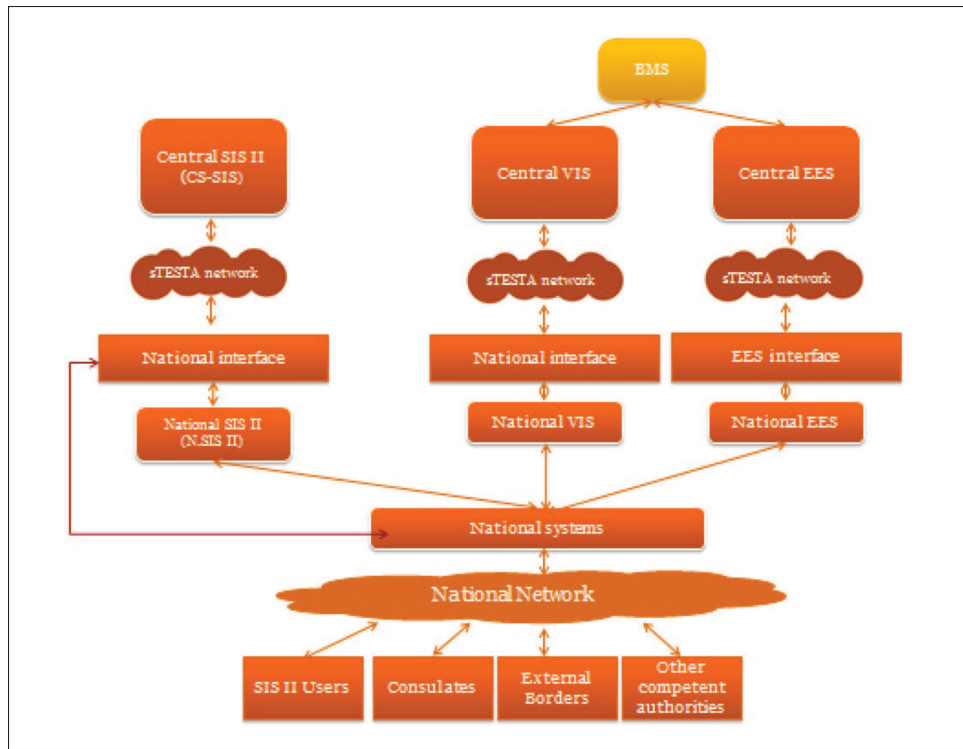 BMS
Central SIS II
(CS-SIS)
Central VIS
Central EES
sTESTA network
sTESTA network
sTESTA network
National interface
National interface
EES interface
National SIS II
(N.SIS II)
National VIS
National EES
National systems
National Network
SIS II Users
Consulates
External
Borders
Other
competent
authorities